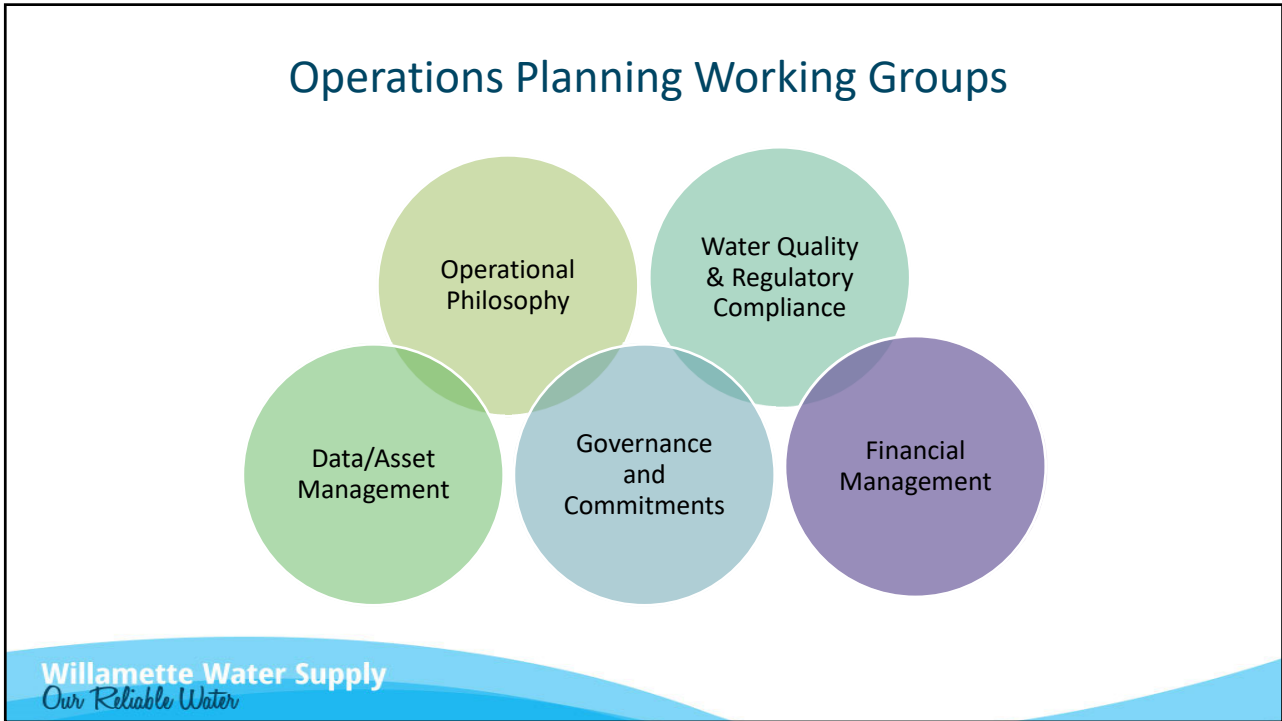 Operations Planning Working Groups
Operational
Philosophy
Water Quality
& Regulatory
Compliance
Data/Asset
Management
Governance
and
Commitments
Financial
Management
Willamette Water Supply
Our Reliable Water